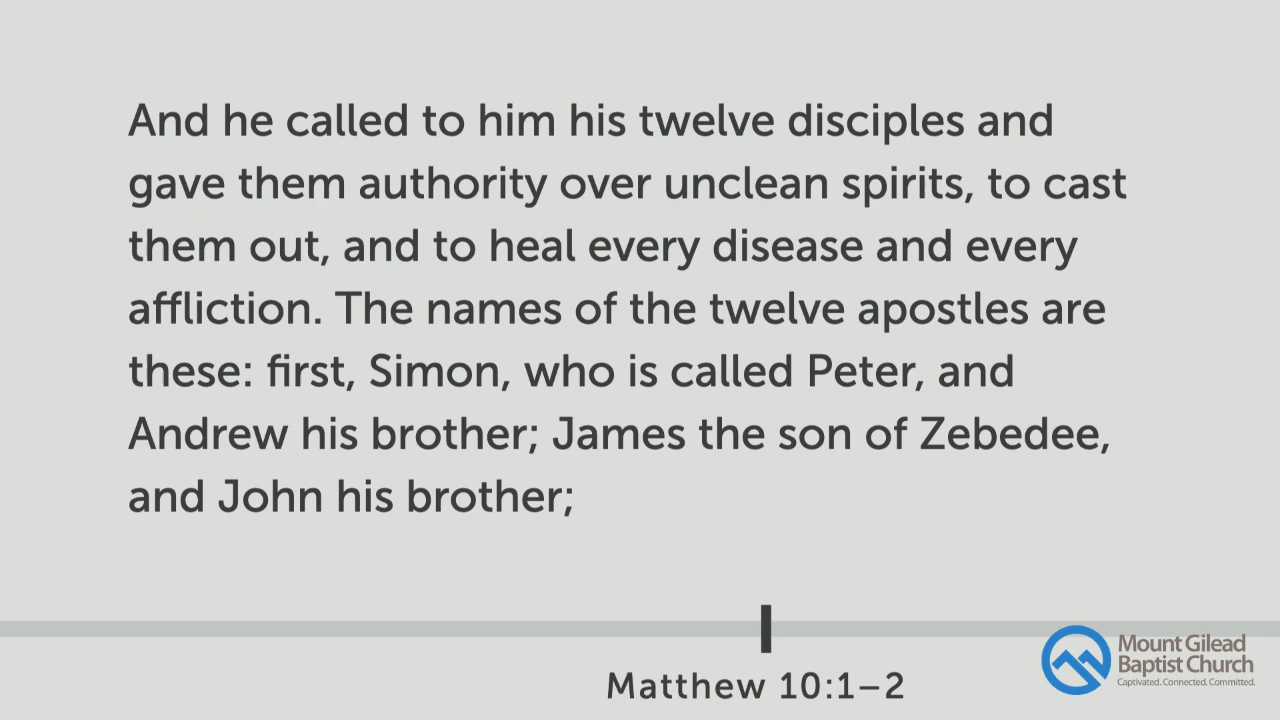 And he called to him his twelve disciples and
gave them authority over unclean spirits, to cast
them out, and to heal every disease and every
affliction. The names of the twelve apostles are
these: first, Simon, who is called Peter, and
Andrew his brother; James the son of Zebedee,
and John his brother;
Matthew 10:1–2
Mount Gilead
Baptist Church
Captivated. Connected. Committed.